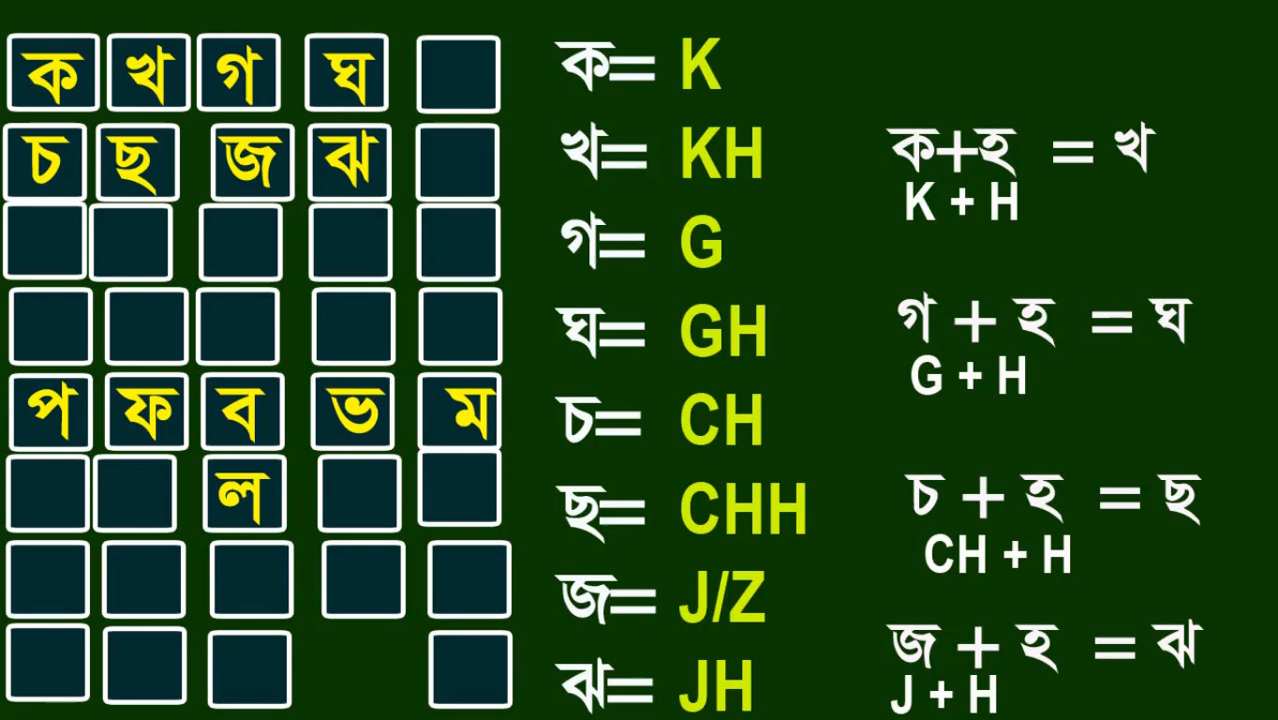 ক খ গ ঘ
চ ছ জ ঝ
প ফ ব ভ ম
ল
ক= K
খ= KH
গ= G
ঘ= GH
চ= CH
ছ= CHH
জ= J/Z
ঝ= JH
ক+হ = খ
K + H
গ + হ = ঘ
G + H
চ + হ = ছ
CH + H
জ + হ = ঝ
J + H